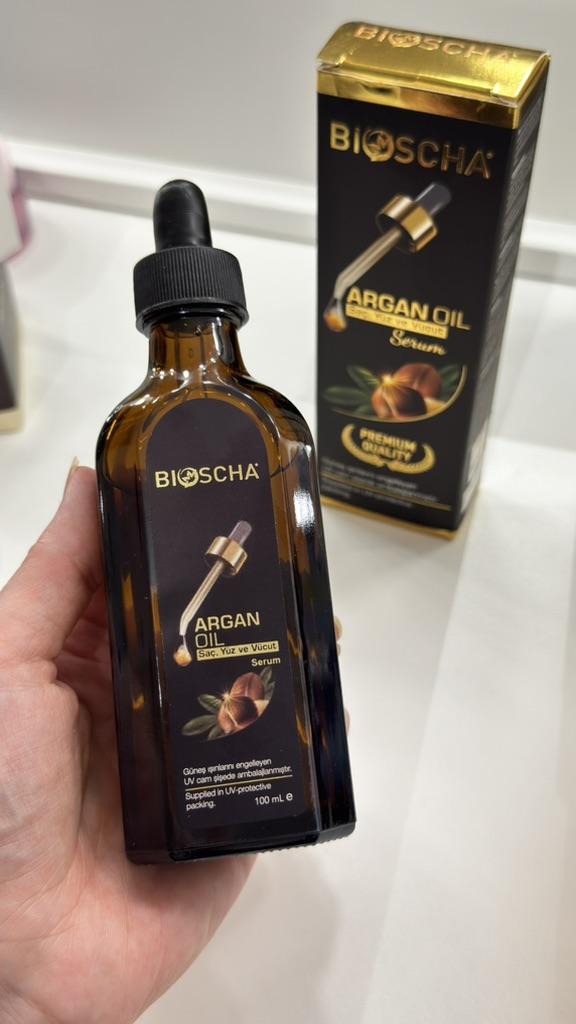 BIOSCHA
BIOSCHA
ARGAN OIL
Saç, Yüz ve Vücut
Serum
PREMIUM
QUALITY
BIOSCHA
ARGAN
OIL
Saç, Yüz ve Vücut
Serum
Güneş ışınlarını engelleyen
UV cam şişede ambalajlanmıştır.
Supplied in UV-protective
packing.
100 mL e